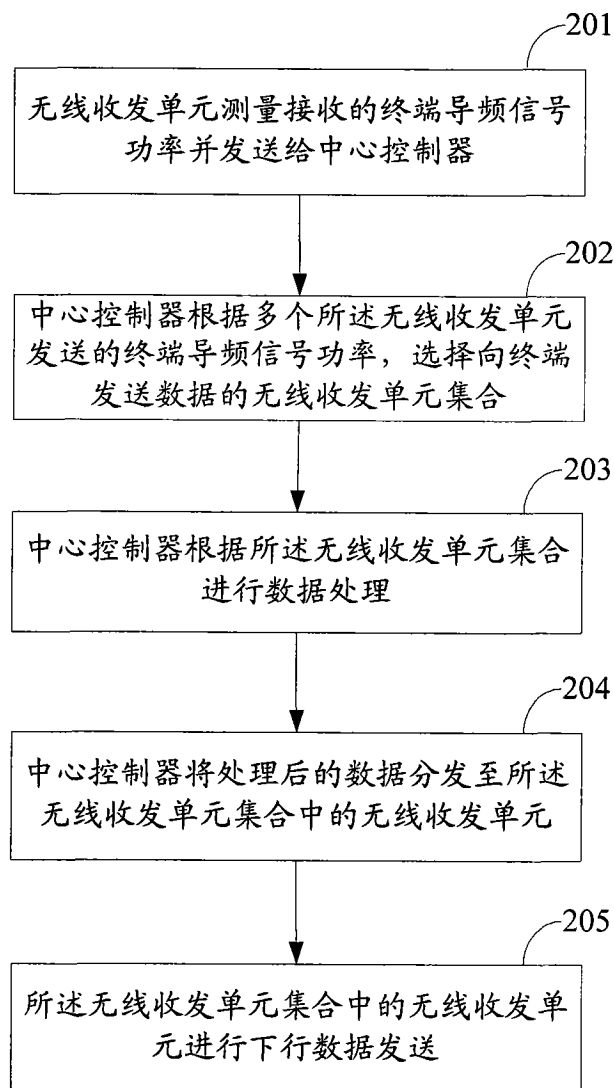 201
无线收发单元测量接收的终端导频信号
功率并发送给中心控制器
202
中心控制器根据多个所述无线收发单元
发送的终端导频信号功率，选择向终端
发送数据的无线收发单元集合
203
中心控制器根据所述无线收发单元集合
进行数据处理
204
中心控制器将处理后的数据分发至所述
无线收发单元集合中的无线收发单元
205
所述无线收发单元集合中的无线收发单
元进行下行数据发送